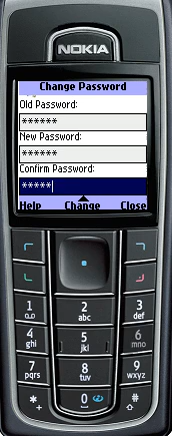 NOKIA
Change Password
Old Password:
******
New Password:
******
Confirm Password:
*****
Help Change Close
1 2 abc 3 def
4 ghi 5 jkl 6 mno
7 pqrs 8 tuv 9 wxyz
* + 0 #